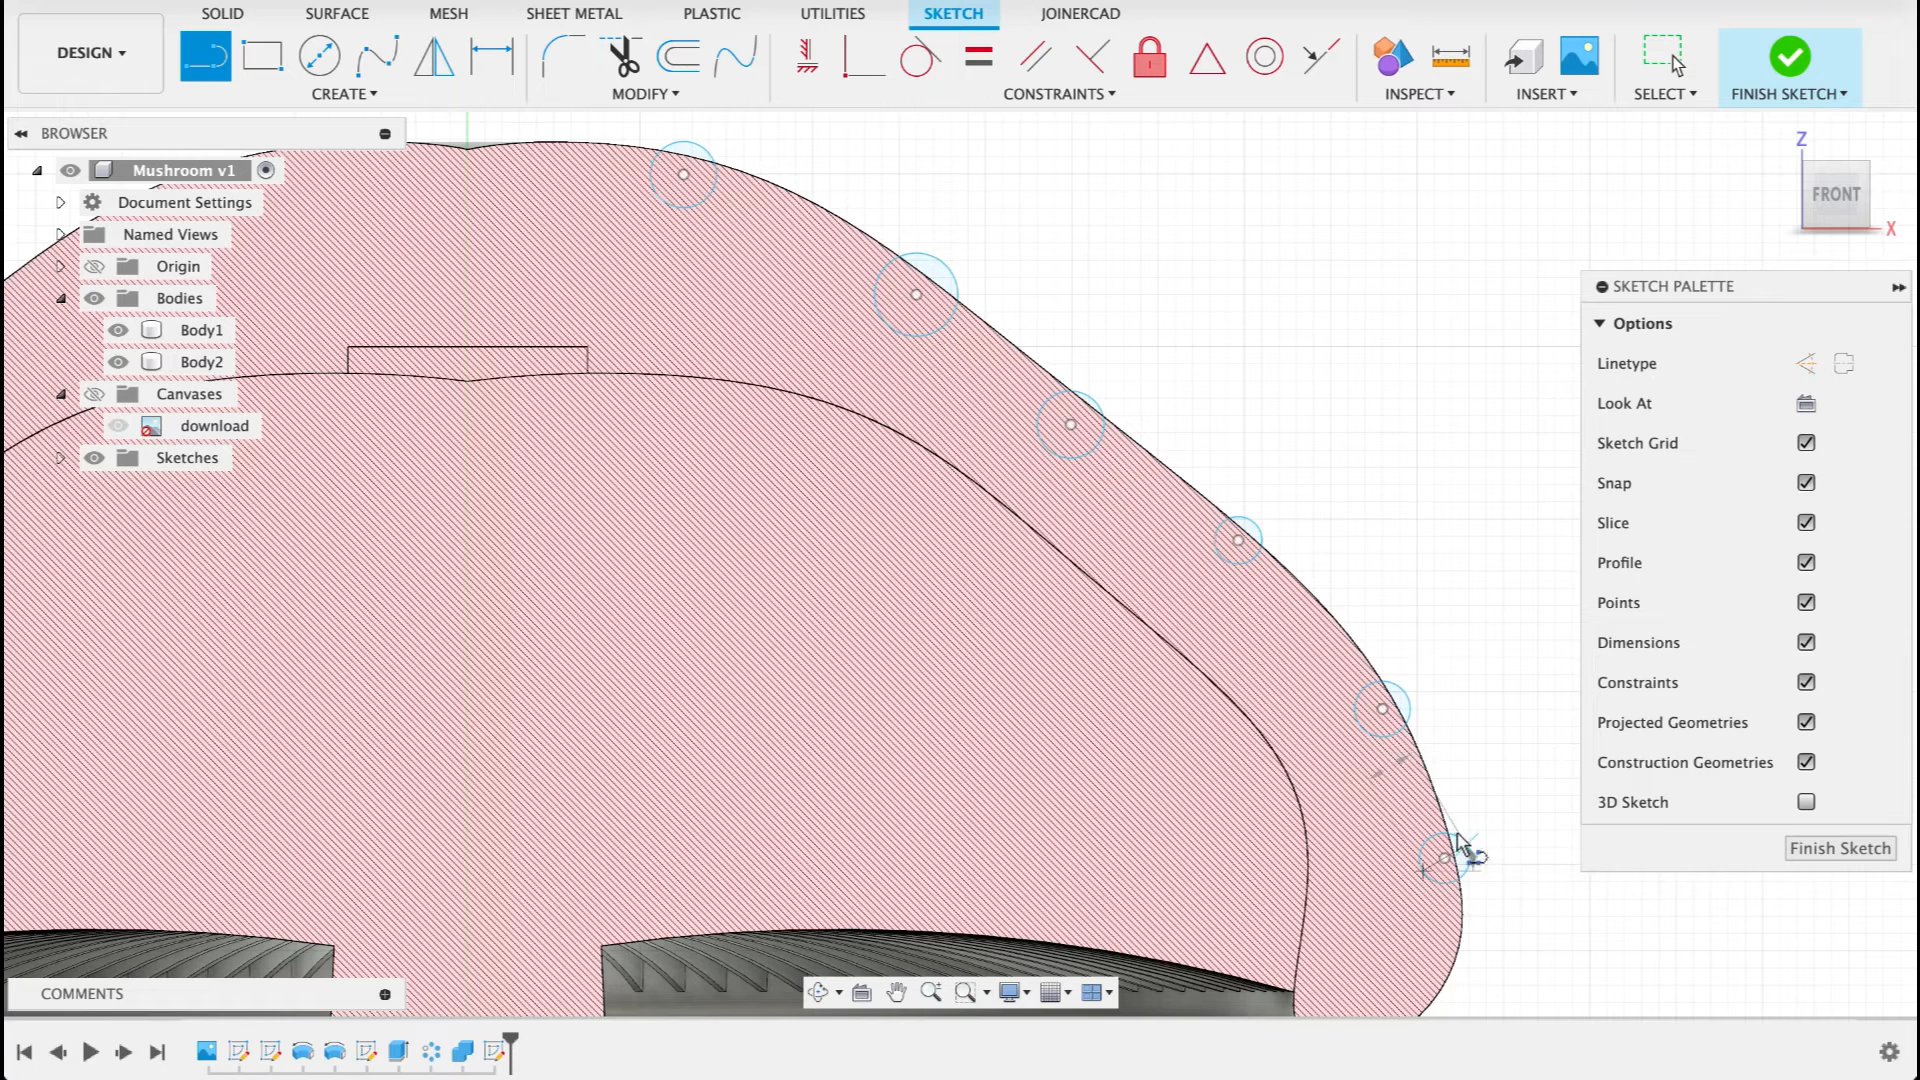 SOLID SURFACE MESH SHEET METAL PLASTIC UTILITIES SKETCH JOINERCAD
DESIGN
CREATE MODIFY CONSTRAINTS INSPECT INSERT SELECT FINISH SKETCH
BROWSER
Mushroom v1
Document Settings
Named Views
Origin
Bodies
Body1
Body2
Canvases
download
Sketches
Z
FRONT
X
SKETCH PALETTE
Options
Linetype
Look At
Sketch Grid
Snap
Slice
Profile
Points
Dimensions
Constraints
Projected Geometries
Construction Geometries
3D Sketch
Finish Sketch
COMMENTS